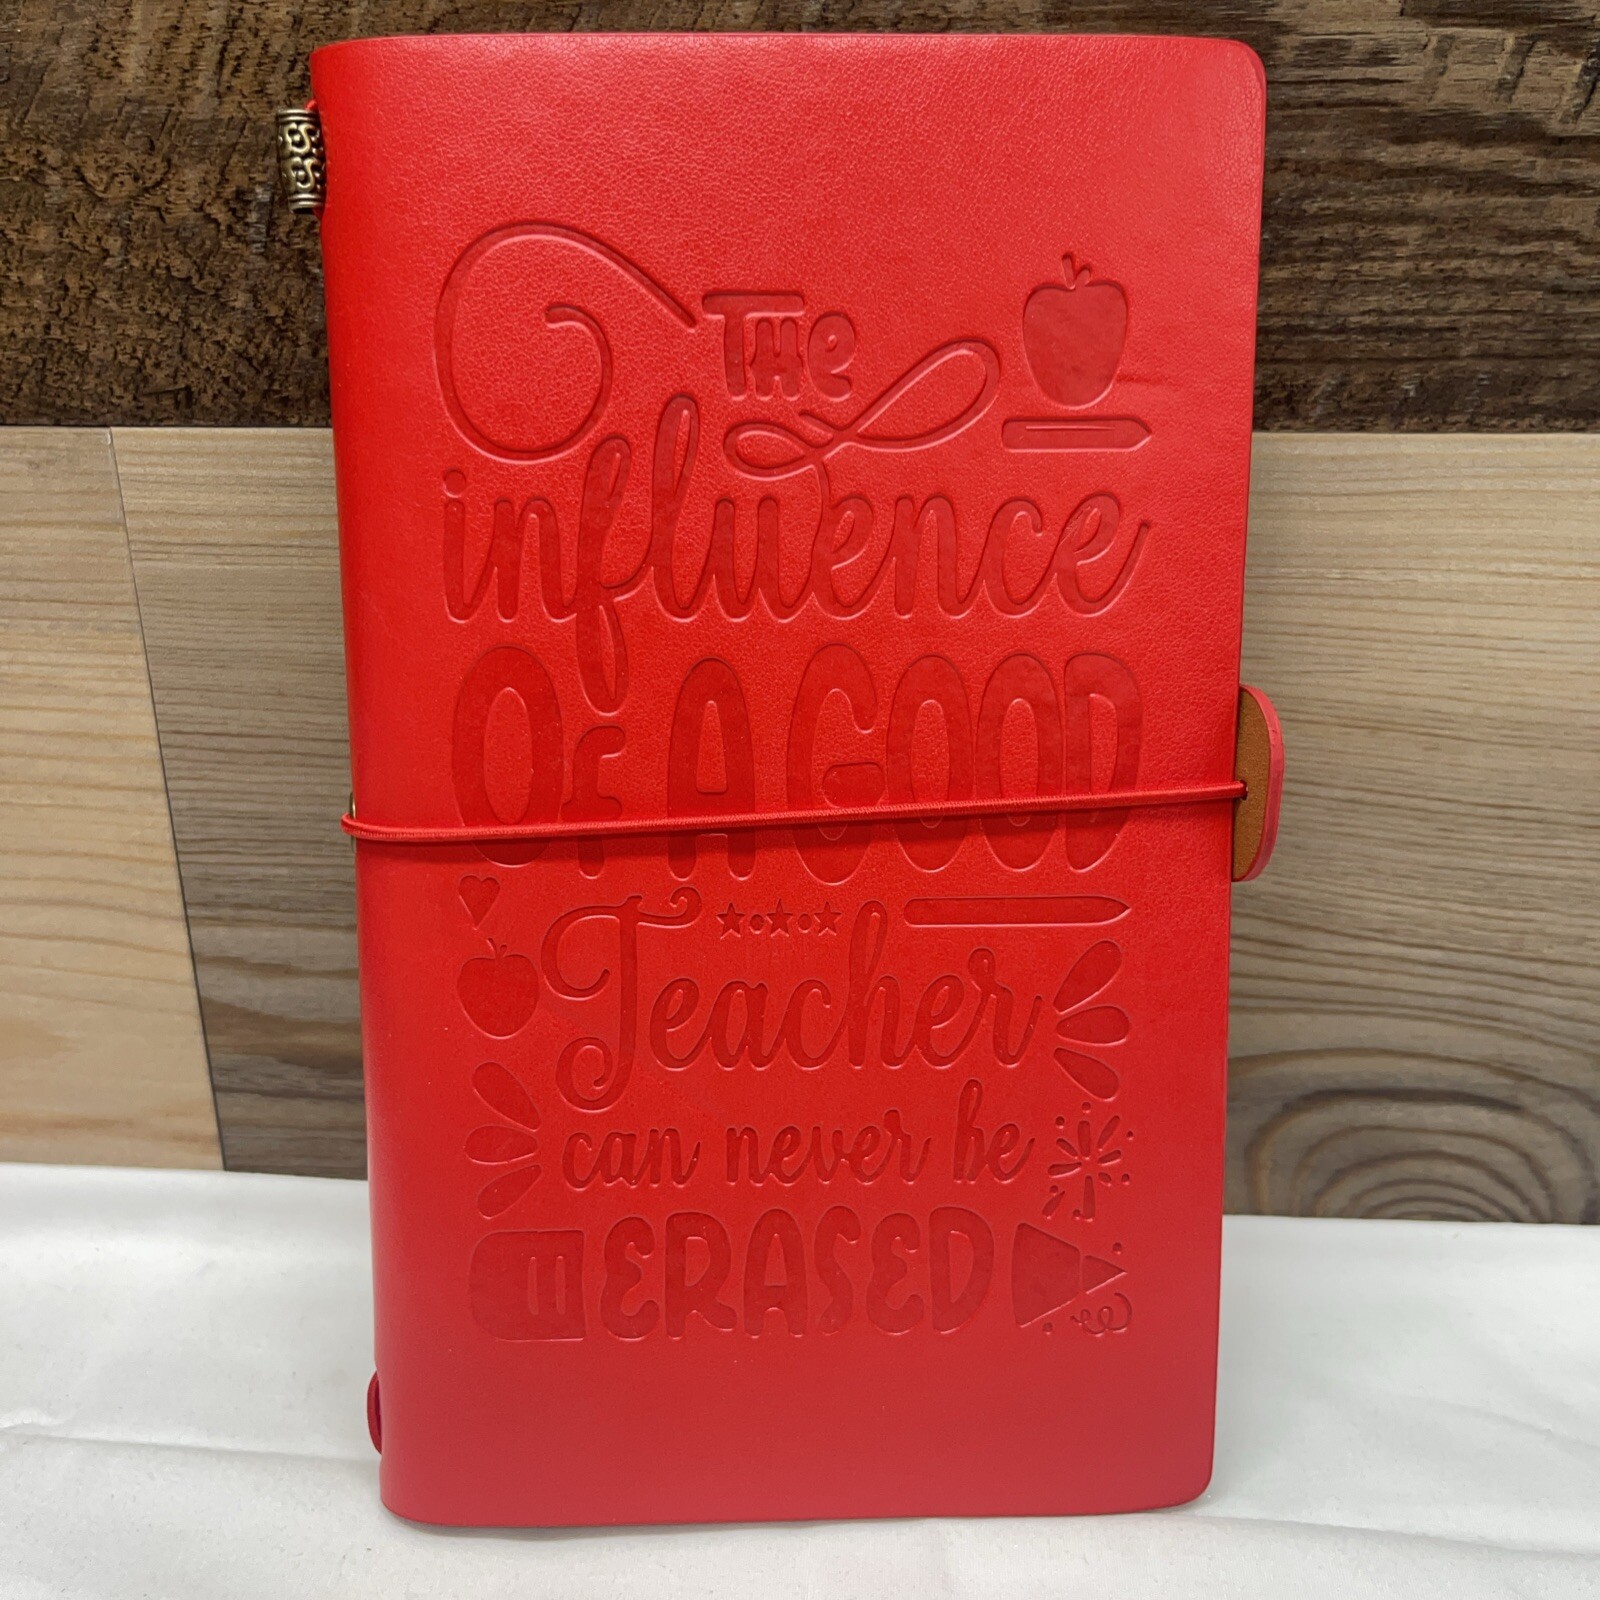 THE
influence
Of A GOOD
Teacher
can never be
ERASED